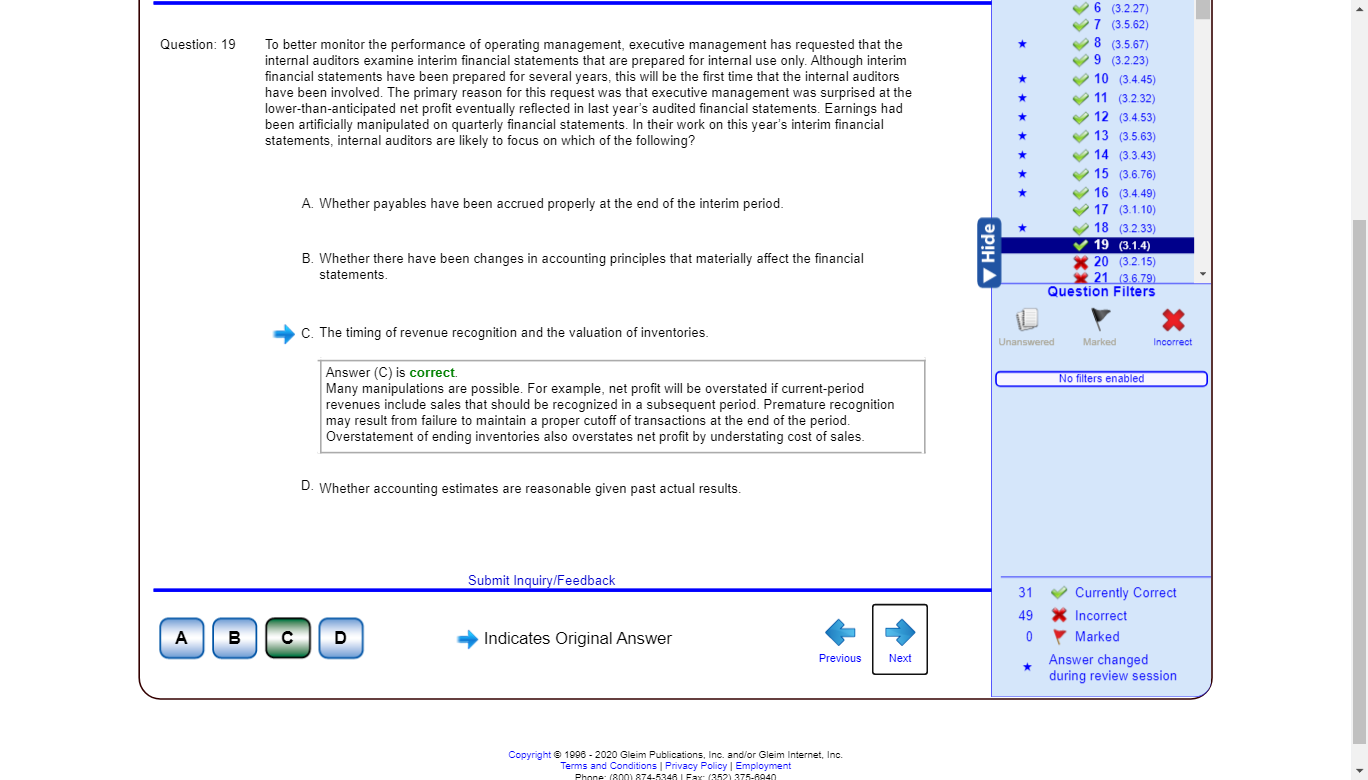 Question: 19
To better monitor the performance of operating management, executive management has requested that the
internal auditors examine interim financial statements that are prepared for internal use only. Although interim
financial statements have been prepared for several years, this will be the first time that the internal auditors
have been involved. The primary reason for this request was that executive management was surprised at the
lower-than-anticipated net profit eventually reflected in last year's audited financial statements. Earnings had
been artificially manipulated on quarterly financial statements. In their work on this year's interim financial
statements, internal auditors are likely to focus on which of the following?
A. Whether payables have been accrued properly at the end of the interim period.
B. Whether there have been changes in accounting principles that materially affect the financial
statements.
C. The timing of revenue recognition and the valuation of inventories.
Answer (C) is correct.
Many manipulations are possible. For example, net profit will be overstated if current-period
revenues include sales that should be recognized in a subsequent period. Premature recognition
may result from failure to maintain a proper cutoff of transactions at the end of the period.
Overstatement of ending inventories also overstates net profit by understating cost of sales.
D. Whether accounting estimates are reasonable given past actual results.
Submit Inquiry/Feedback
A B C D
Indicates Original Answer
Previous
Next
6 (3.2.27)
7 (3.5.62)
8 (3.5.67)
9 (3.2.23)
10 (3.4.45)
11 (3.2.32)
12 (3.4.53)
13 (3.5.63)
14 (3.3.43)
15 (3.6.76)
16 (3.4.49)
17 (3.1.10)
18 (3.2.33)
19 (3.1.4)
20 (3.2.15)
21 (3.6.79)
Hide
Question Filters
Unanswered
Marked
Incorrect
No filters enabled
31 Currently Correct
49 Incorrect
0 Marked
Answer changed
during review session
Copyright © 1996 - 2020 Gleim Publications, Inc. and/or Gleim Internet, Inc.
Terms and Conditions | Privacy Policy | Employment
Phone: (800) 874-5346 | Fax: (352) 375-6940